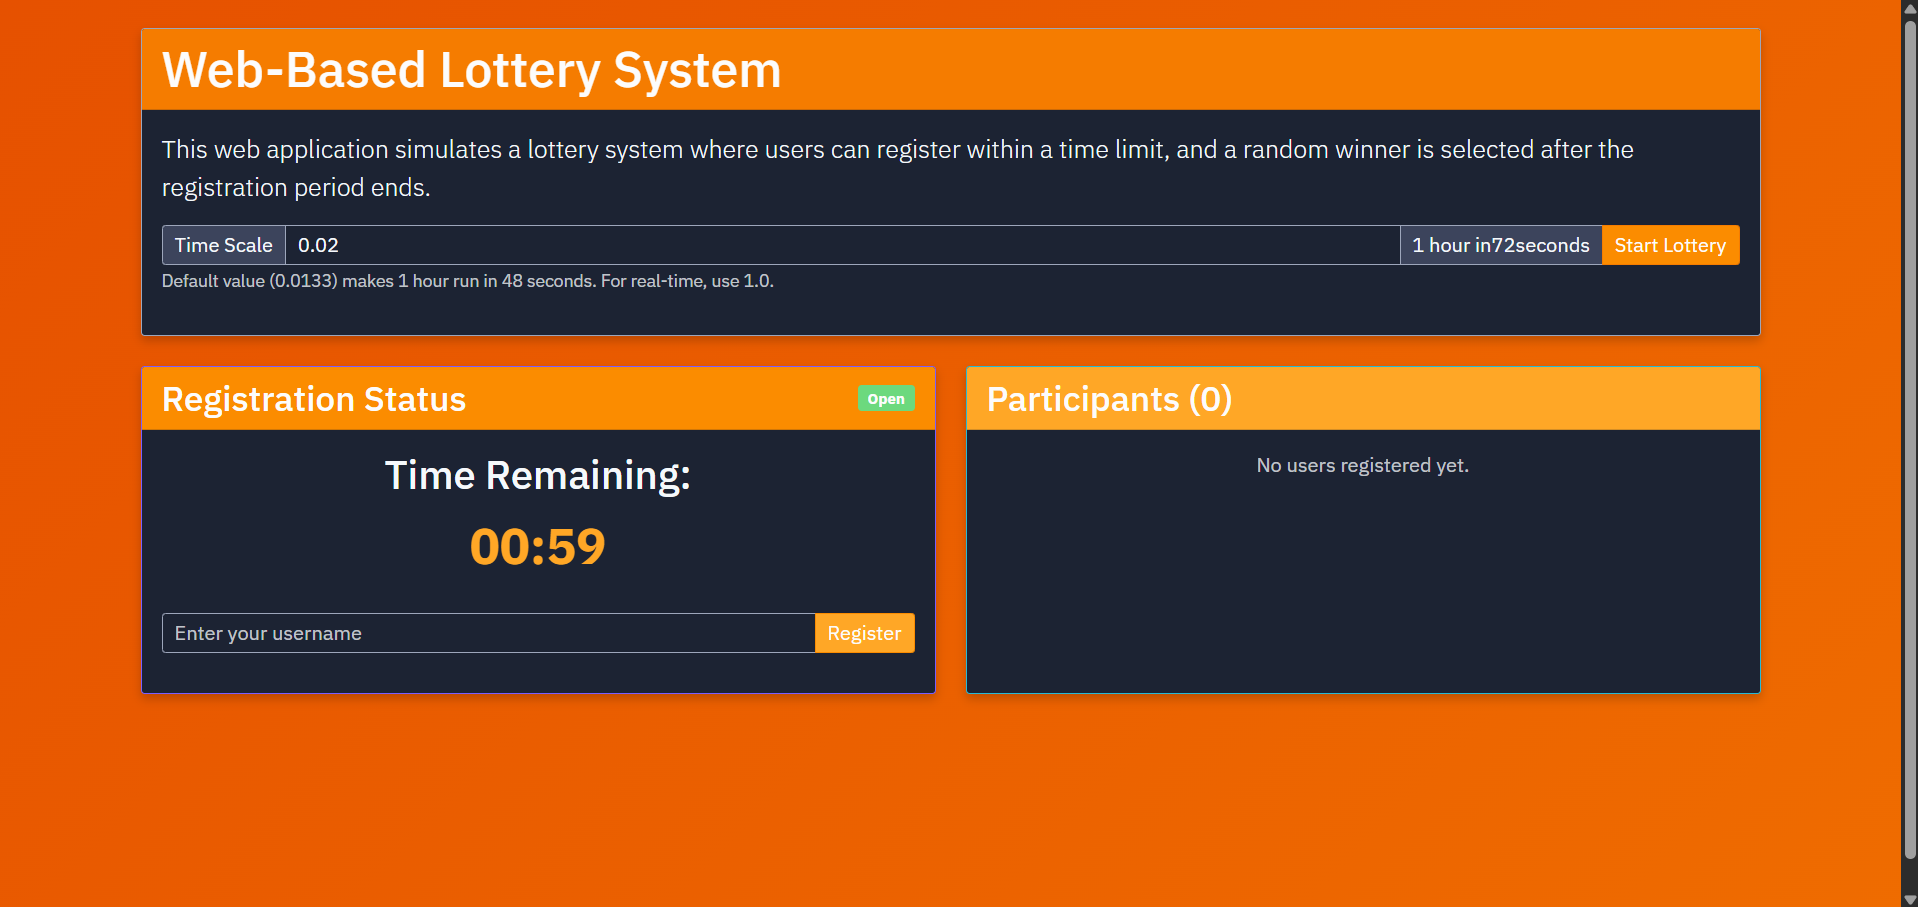 Web-Based Lottery System
This web application simulates a lottery system where users can register within a time limit, and a random winner is selected after the
registration period ends.
Time Scale 0.02 1 hour in72seconds Start Lottery
Default value (0.0133) makes 1 hour run in 48 seconds. For real-time, use 1.0.
Registration Status Open
Time Remaining:
00:59
Enter your username Register
Participants (0)
No users registered yet.